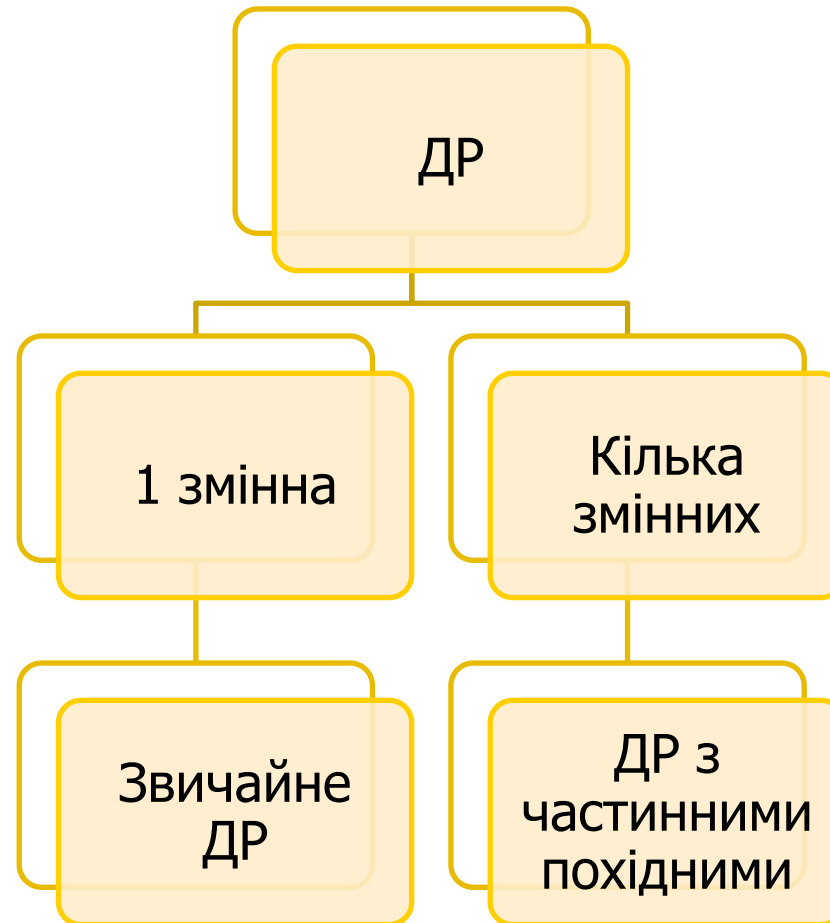 ДР
1 змінна
Кілька
змінних
Звичайне
ДР
ДР з
частинними
похідними